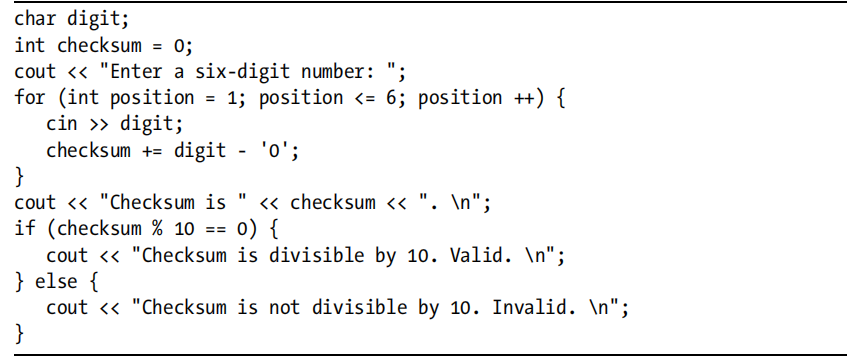 char digit;
int checksum = 0;
cout << "Enter a six-digit number: ";
for (int position = 1; position <= 6; position ++) {
   cin >> digit;
   checksum += digit - '0';
}
cout << "Checksum is " << checksum << ". \n";
if (checksum % 10 == 0) {
   cout << "Checksum is divisible by 10. Valid. \n";
} else {
   cout << "Checksum is not divisible by 10. Invalid. \n";
}